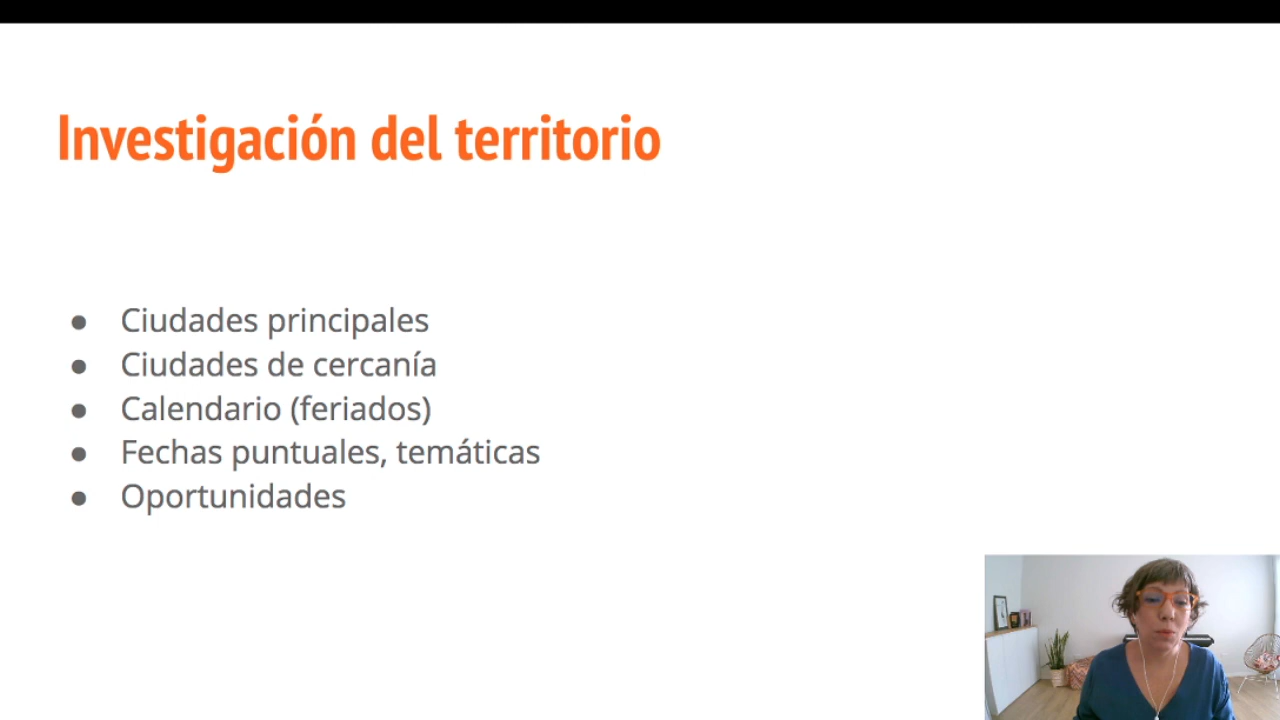 Investigación del territorio
● Ciudades principales
● Ciudades de cercanía
● Calendario (feriados)
● Fechas puntuales, temáticas
● Oportunidades